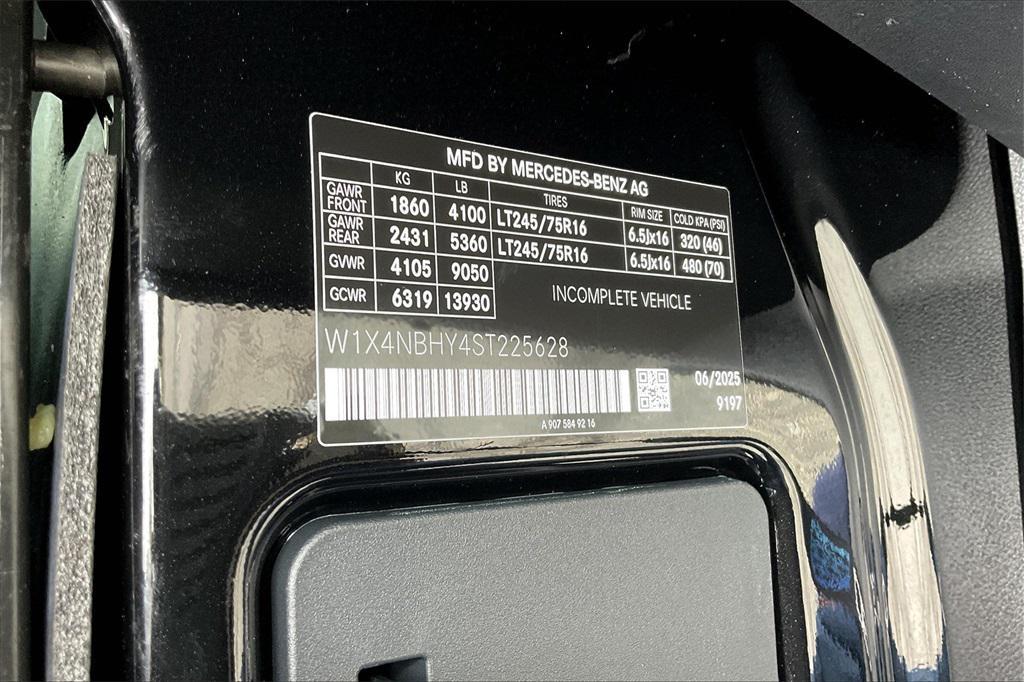 MFD BY MERCEDES-BENZ AG
KG LB TIRES RIM SIZE COLD KPA (PSI)
GAWR FRONT 1860 4100 LT245/75R16 6.5Jx16 320 (46)
GAWR REAR 2431 5360 LT245/75R16 6.5Jx16 480 (70)
GVWR 4105 9050
GCWR 6319 13930
INCOMPLETE VEHICLE
W1X4NBHY4ST225628
06/2025
9197
A 907 584 92 16